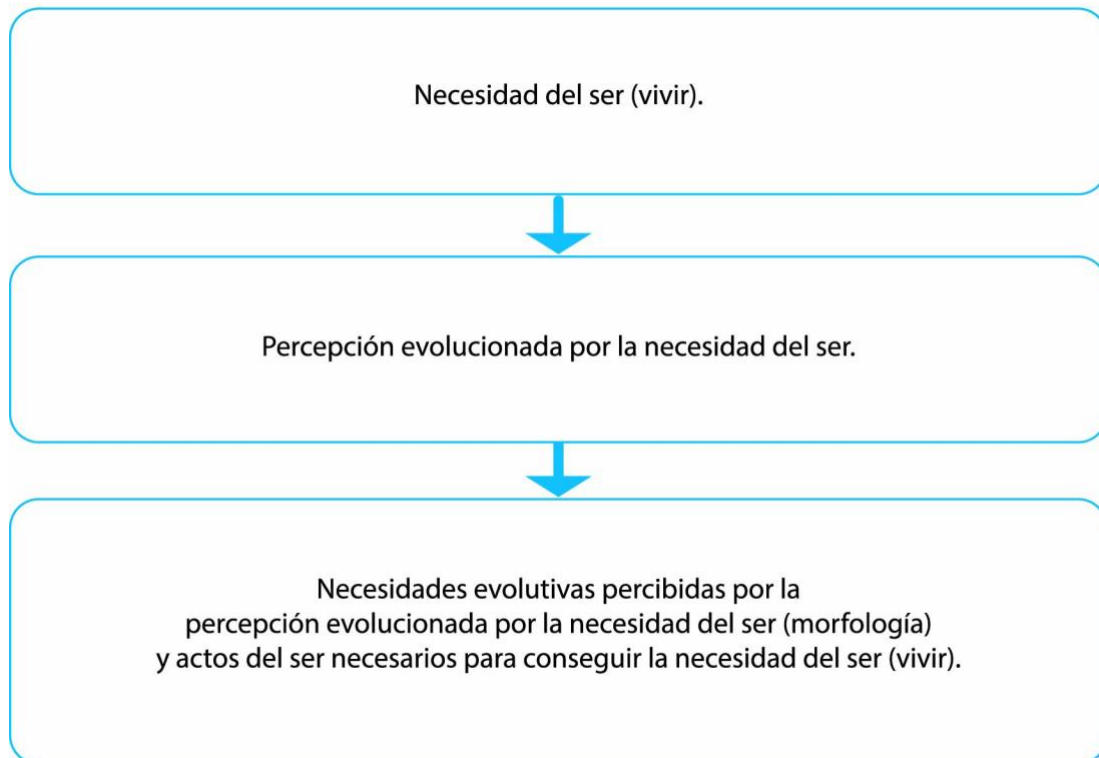 Necesidad del ser (vivir).
Percepción evolucionada por la necesidad del ser.
Necesidades evolutivas percibidas por la
percepción evolucionada por la necesidad del ser (morfología)
y actos del ser necesarios para conseguir la necesidad del ser (vivir).